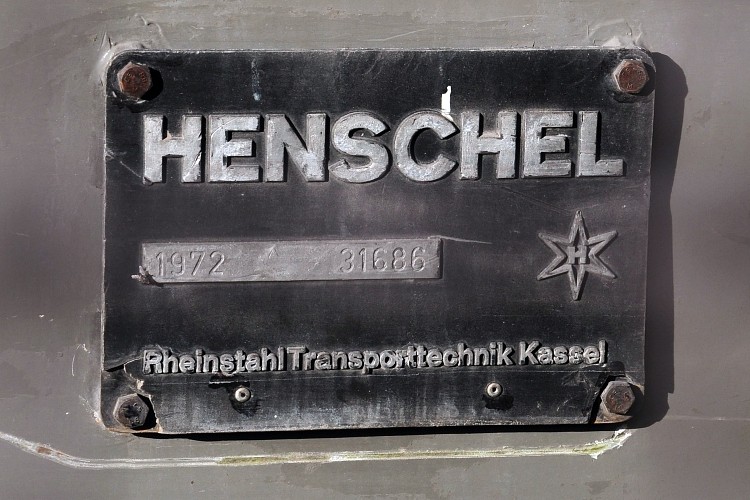 HENSCHEL
1972 31686
H
Rheinstahl Transporttechnik Kassel